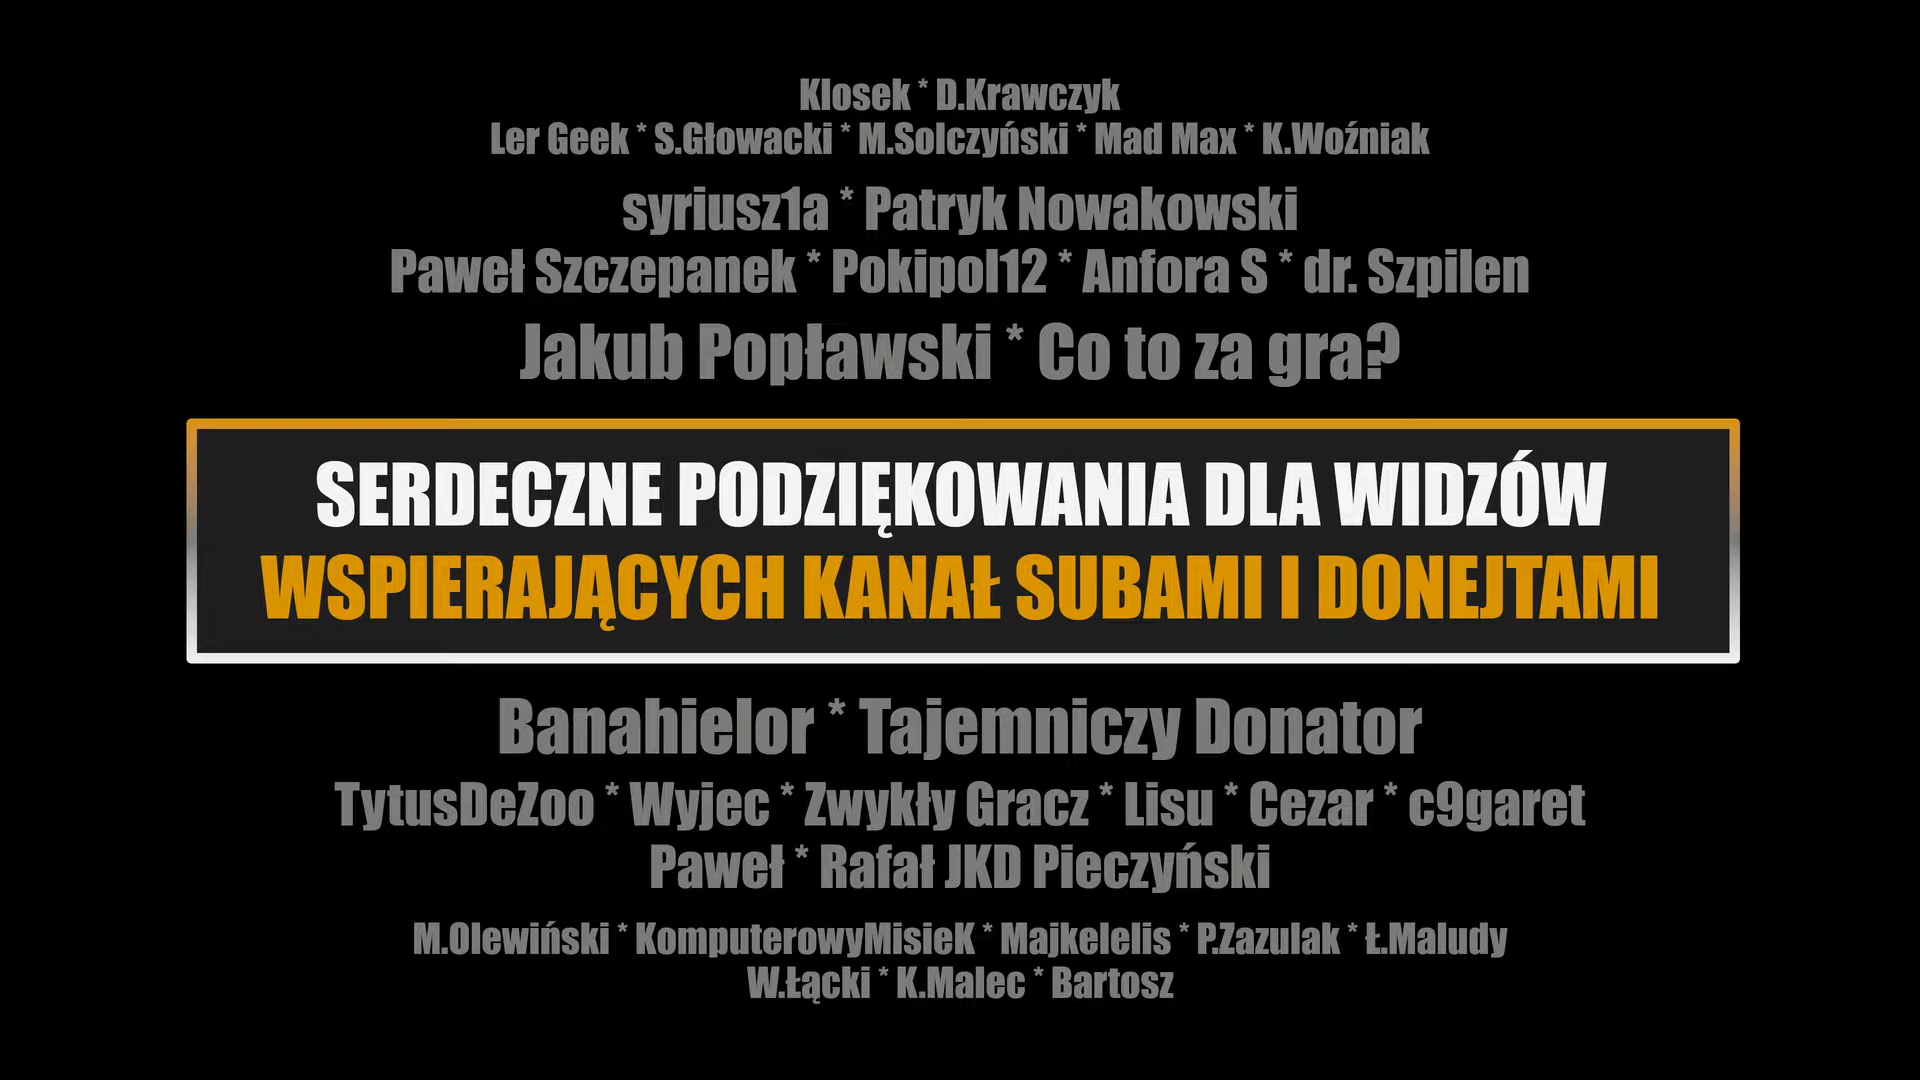 Klosek * D.Krawczyk
Ler Geek * S.Głowacki * M.Solczyński * Mad Max * K.Woźniak
syriusz1a * Patryk Nowakowski
Paweł Szczepanek * Pokipol12 * Anfora S * dr. Szpilen
Jakub Popławski * Co to za gra?
SERDECZNE PODZIĘKOWANIA DLA WIDZÓW
WSPIERAJĄCYCH KANAŁ SUBAMI I DONEJTAMI
Banahielor * Tajemniczy Donator
TytusDeZoo * Wyjec * Zwykły Gracz * Lisu * Cezar * c9garet
Paweł * Rafał JKD Pieczyński
M.Olewiński * KomputerowyMisieK * Majkelelis * P.Zazulak * Ł.Maludy
W.Łącki * K.Malec * Bartosz